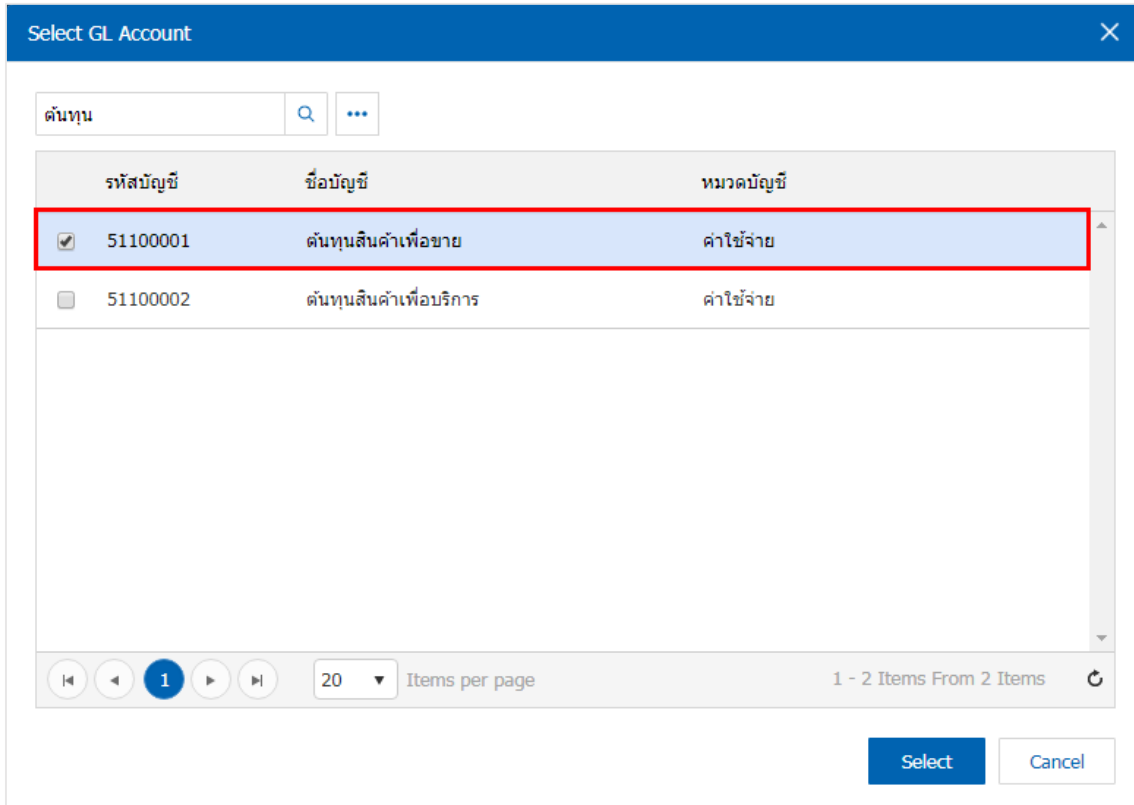 Select GL Account
ต้นทุน
รหัสบัญชี ชื่อบัญชี หมวดบัญชี
51100001 ต้นทุนสินค้าเพื่อขาย ค่าใช้จ่าย
51100002 ต้นทุนสินค้าเพื่อบริการ ค่าใช้จ่าย
1 20 Items per page 1 - 2 Items From 2 Items
Select Cancel